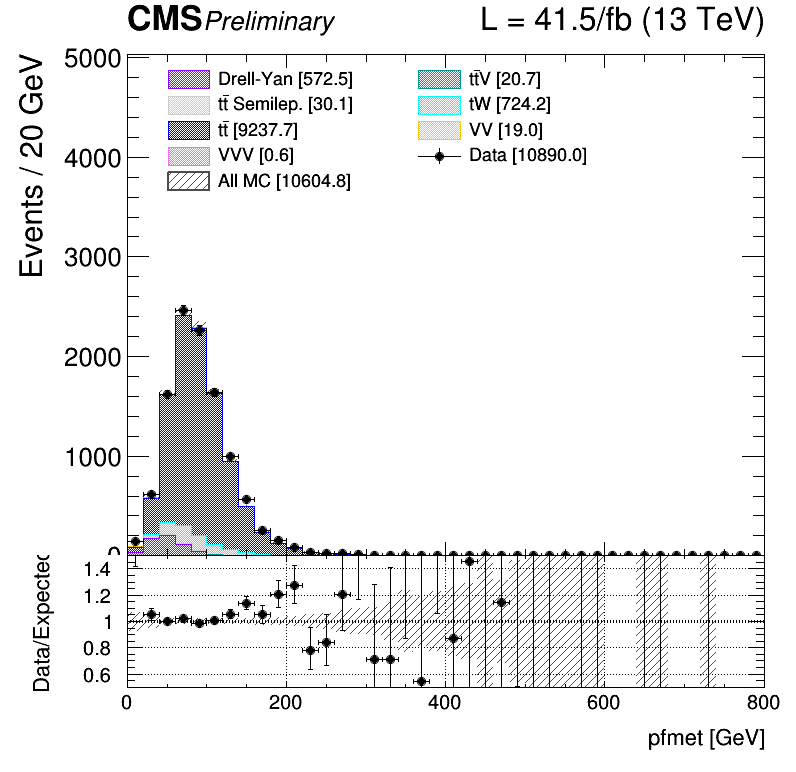 CMS Preliminary L = 41.5/fb (13 TeV)
Events / 20 GeV
5000
4000
3000
2000
1000
0
Drell-Yan [572.5]
tt̄ Semilep. [30.1]
tt̄ [9237.7]
VVV [0.6]
All MC [10604.8]
tt̄V [20.7]
tW [724.2]
VV [19.0]
Data [10890.0]
Data/Expected
1.4
1.2
1
0.8
0.6
0 200 400 600 800
pfmet [GeV]